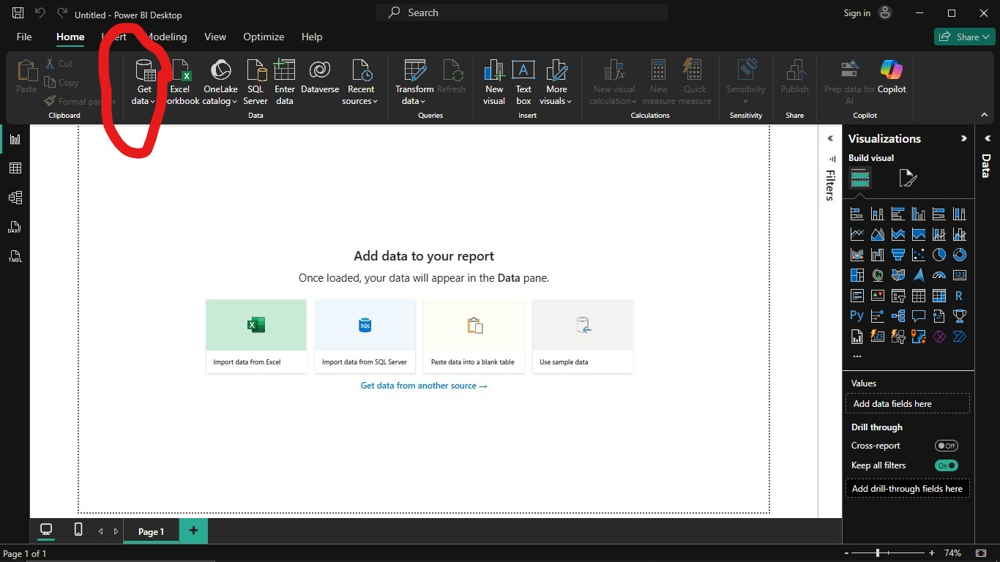 Untitled - Power BI Desktop
Search
Sign in
File
Home
Insert
Modeling
View
Optimize
Help
Share
Paste
Cut
Copy
Format painter
Clipboard
Get data
Excel workbook
OneLake catalog
SQL Server
Enter data
Dataverse
Recent sources
Data
Transform data
Refresh
Queries
New visual
Text box
More visuals
Insert
New visual calculation
New measure
Quick measure
Calculations
Sensitivity
Sensitivity
Publish
Share
Prep data for AI
Copilot
Copilot
DAX
TMDL
Add data to your report
Once loaded, your data will appear in the Data pane.
Import data from Excel
SQL
Import data from SQL Server
Paste data into a blank table
Use sample data
Get data from another source →
Filters
Visualizations
Build visual
123
R
Py
123
...
Values
Add data fields here
Drill through
Cross-report
Off
Keep all filters
On
Add drill-through fields here
Data
Page 1
+
Page 1 of 1
- + 74%